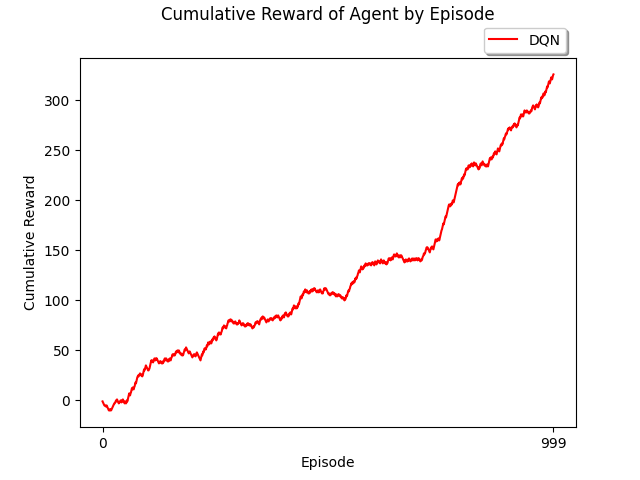 Cumulative Reward of Agent by Episode
DQN
300
250
200
150
100
50
0
Cumulative Reward
0
999
Episode